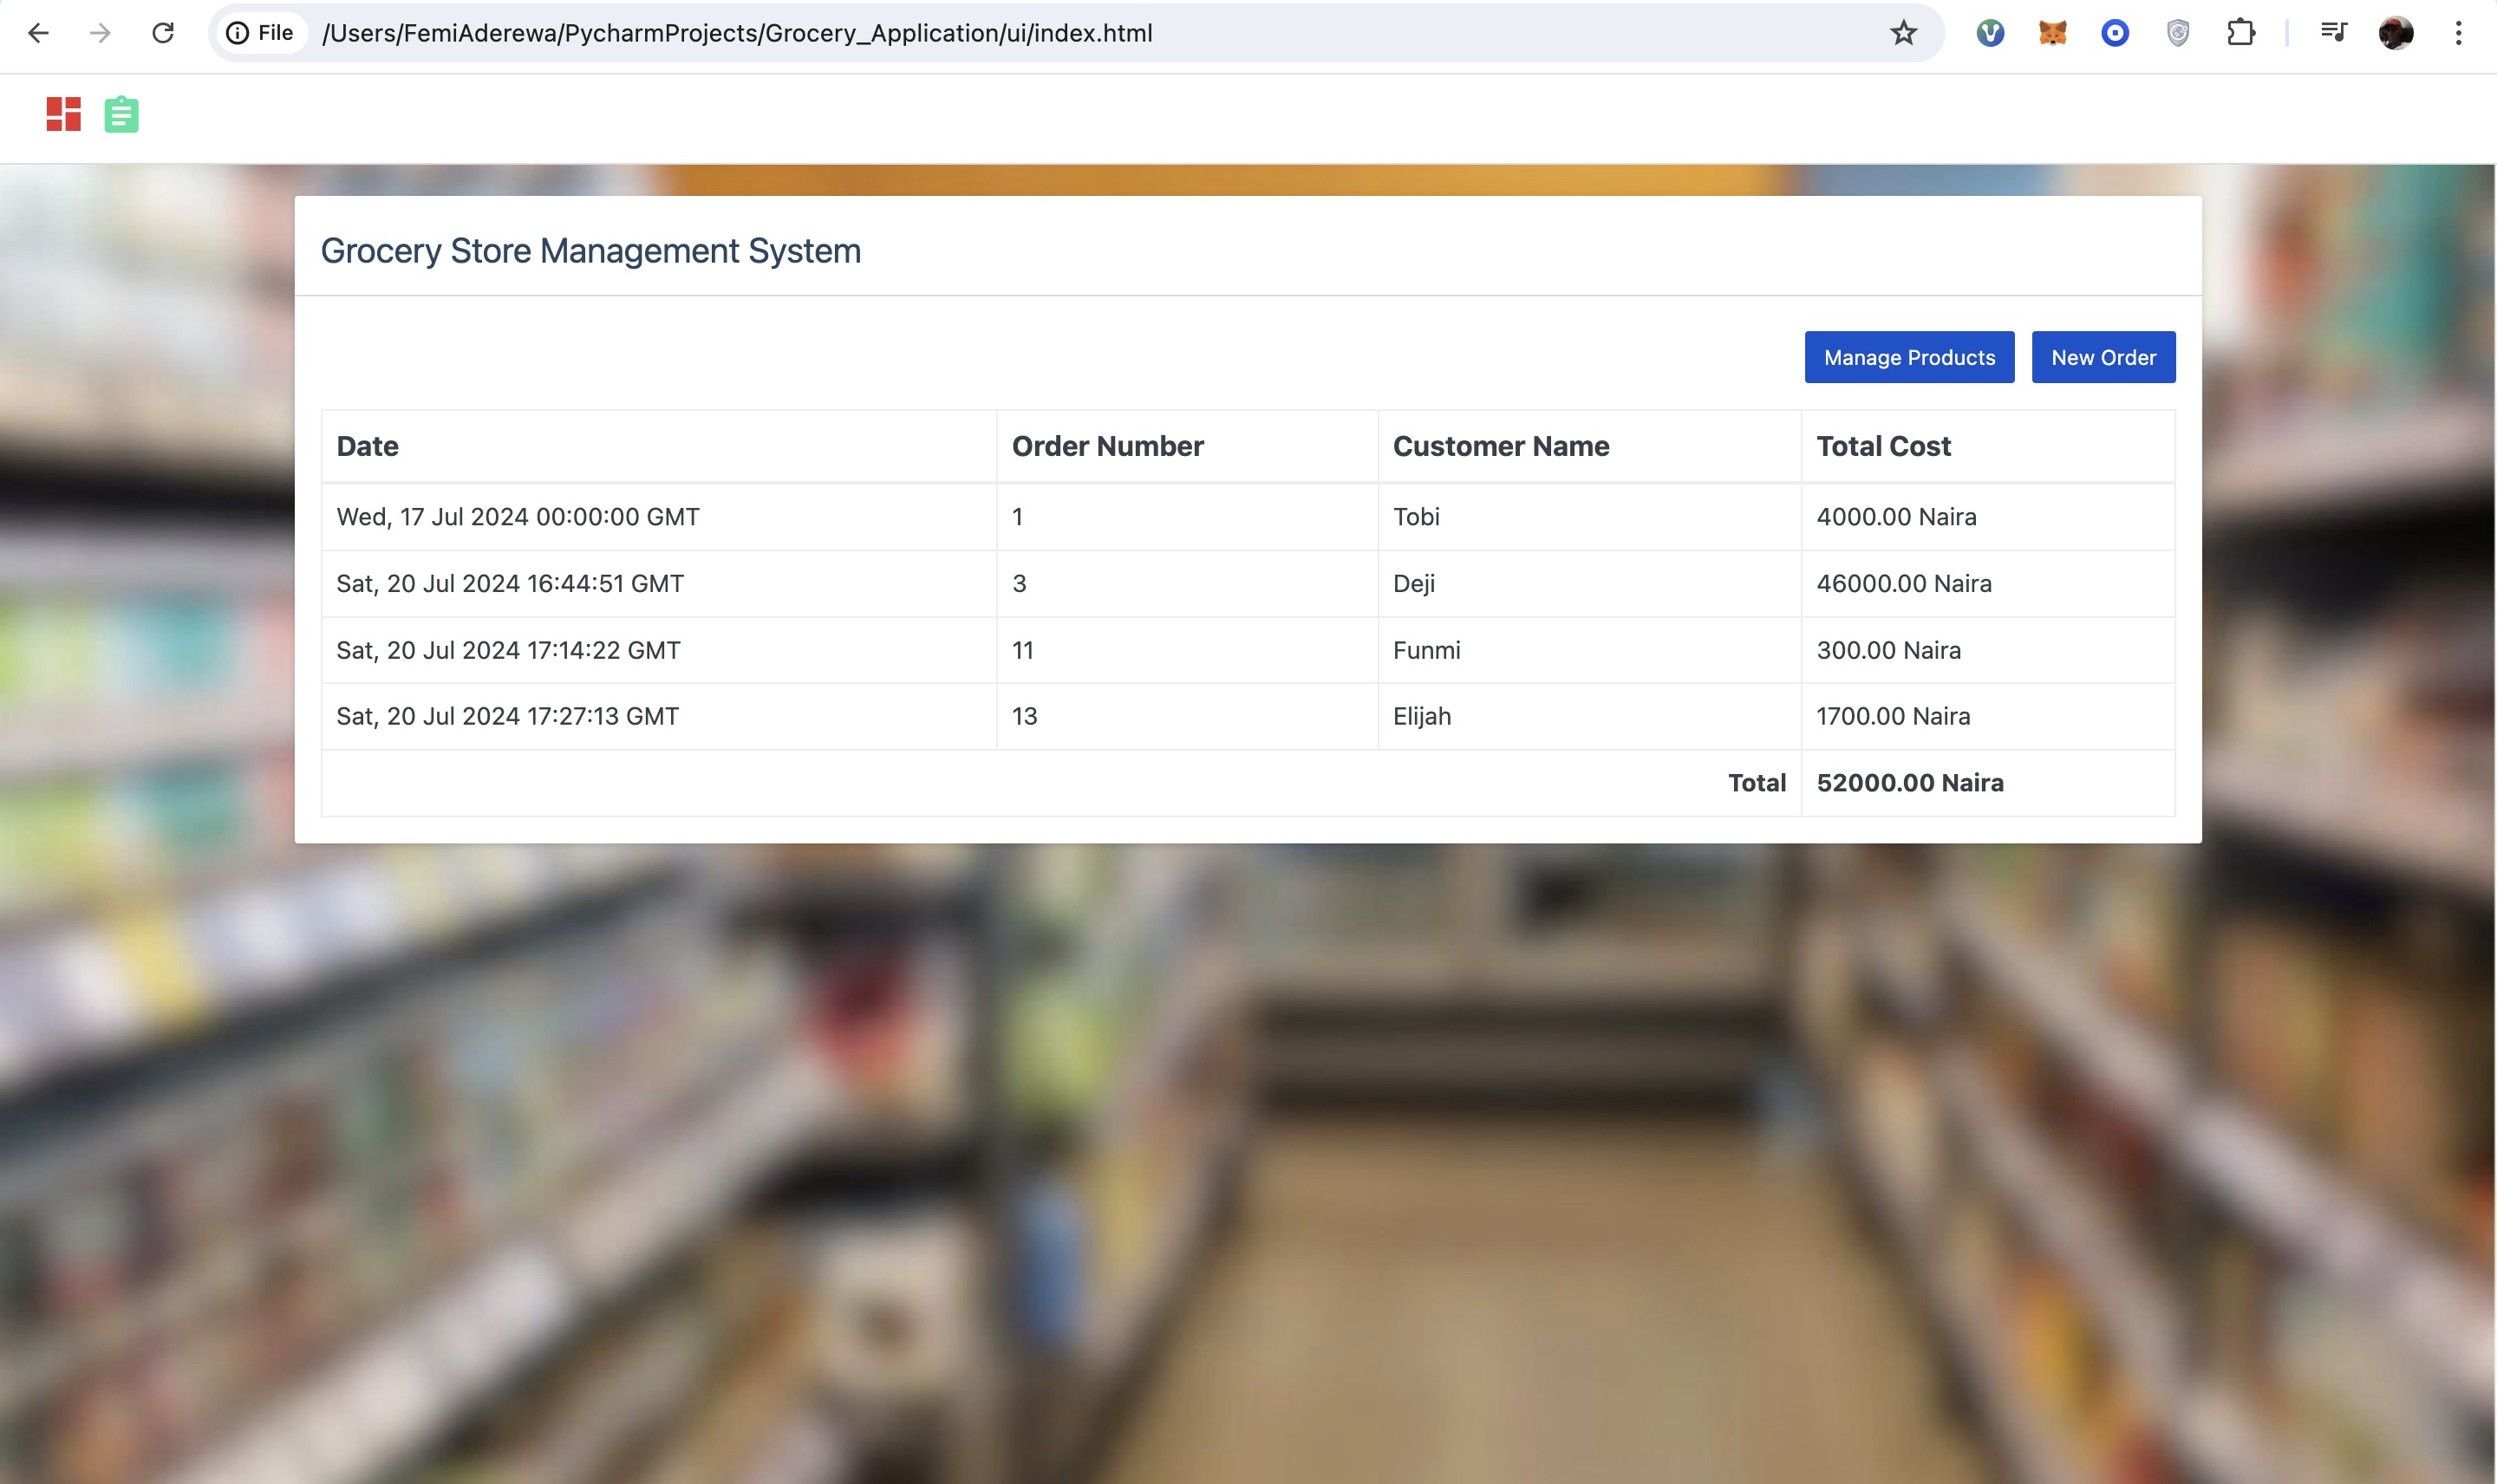 File /Users/FemiAderewa/PycharmProjects/Grocery_Application/ui/index.html
Grocery Store Management System
Manage Products New Order
Date Order Number Customer Name Total Cost
Wed, 17 Jul 2024 00:00:00 GMT 1 Tobi 4000.00 Naira
Sat, 20 Jul 2024 16:44:51 GMT 3 Deji 46000.00 Naira
Sat, 20 Jul 2024 17:14:22 GMT 11 Funmi 300.00 Naira
Sat, 20 Jul 2024 17:27:13 GMT 13 Elijah 1700.00 Naira
Total 52000.00 Naira